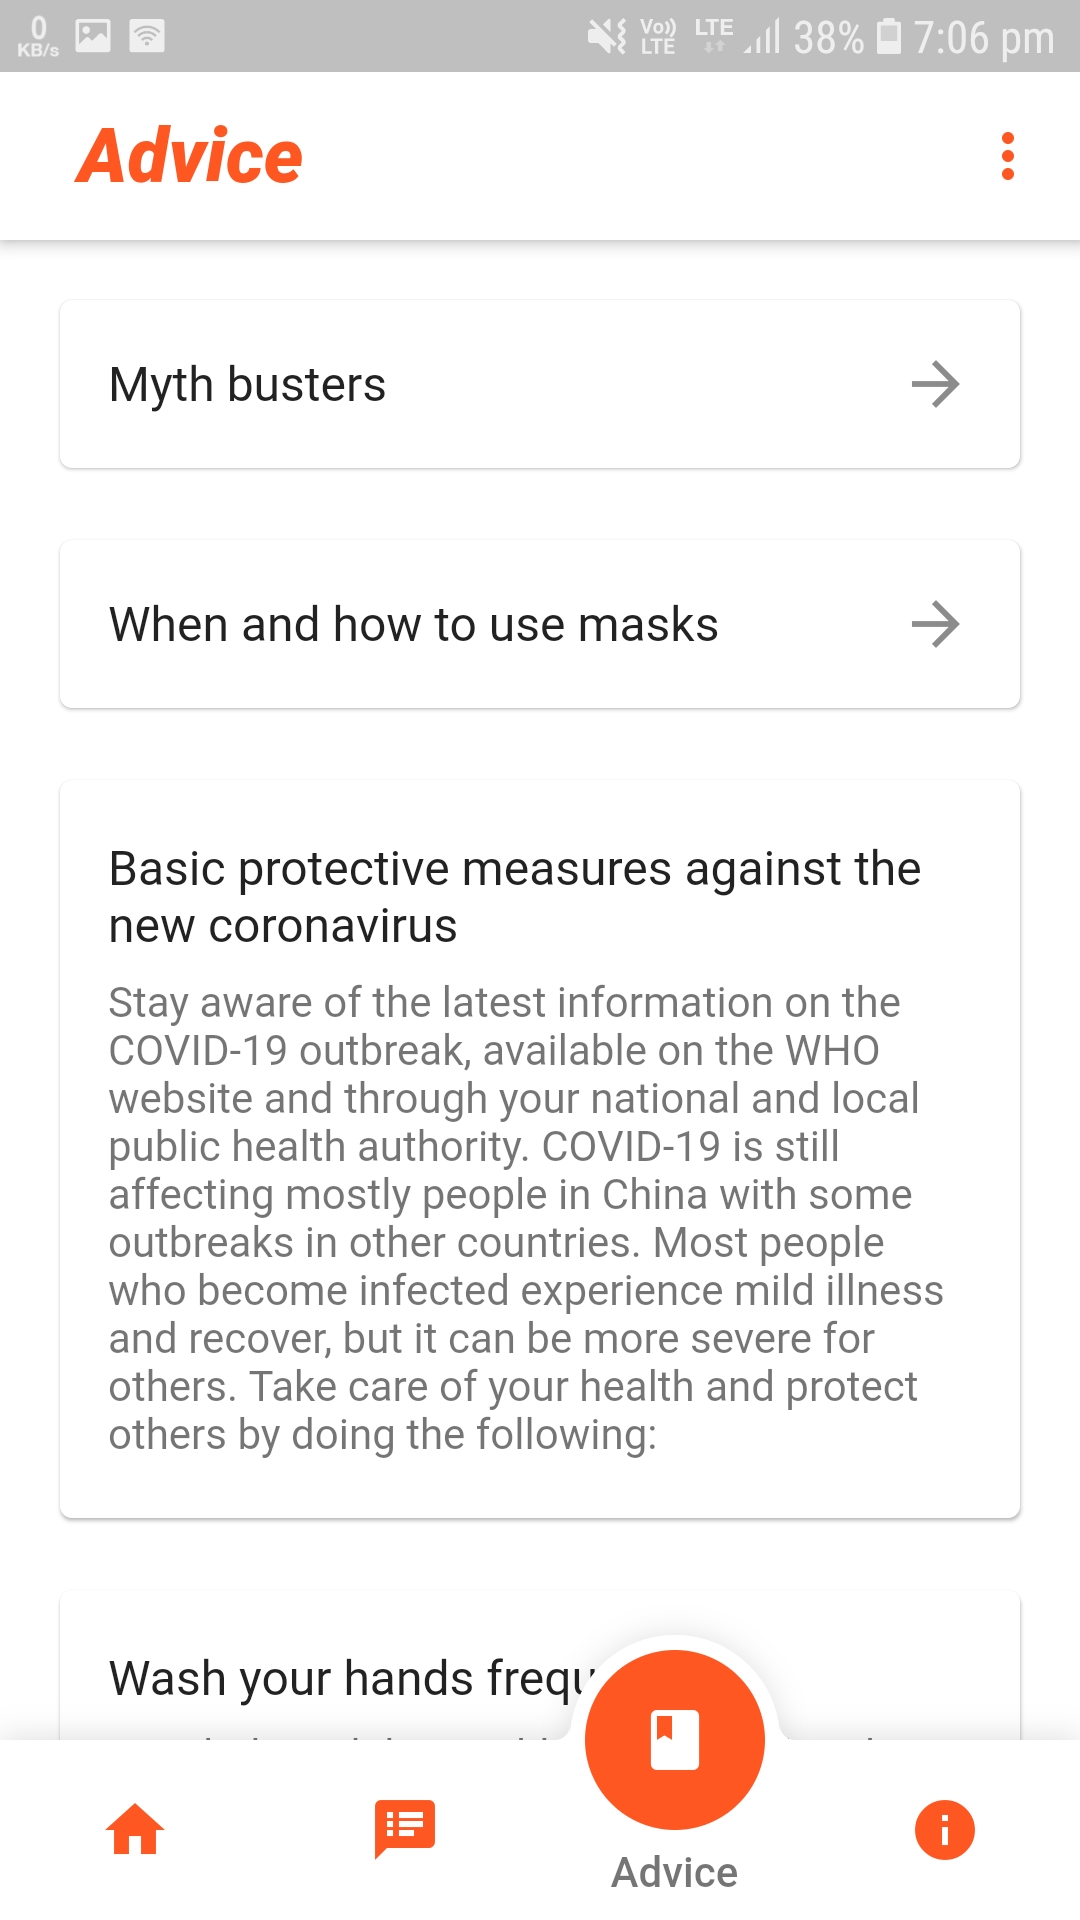 0
KB/s
Vo))
LTE
LTE
38%
7:06 pm
Advice
Myth busters
When and how to use masks
Basic protective measures against the
new coronavirus
Stay aware of the latest information on the
COVID-19 outbreak, available on the WHO
website and through your national and local
public health authority. COVID-19 is still
affecting mostly people in China with some
outbreaks in other countries. Most people
who become infected experience mild illness
and recover, but it can be more severe for
others. Take care of your health and protect
others by doing the following:
Wash your hands frequ
Advice